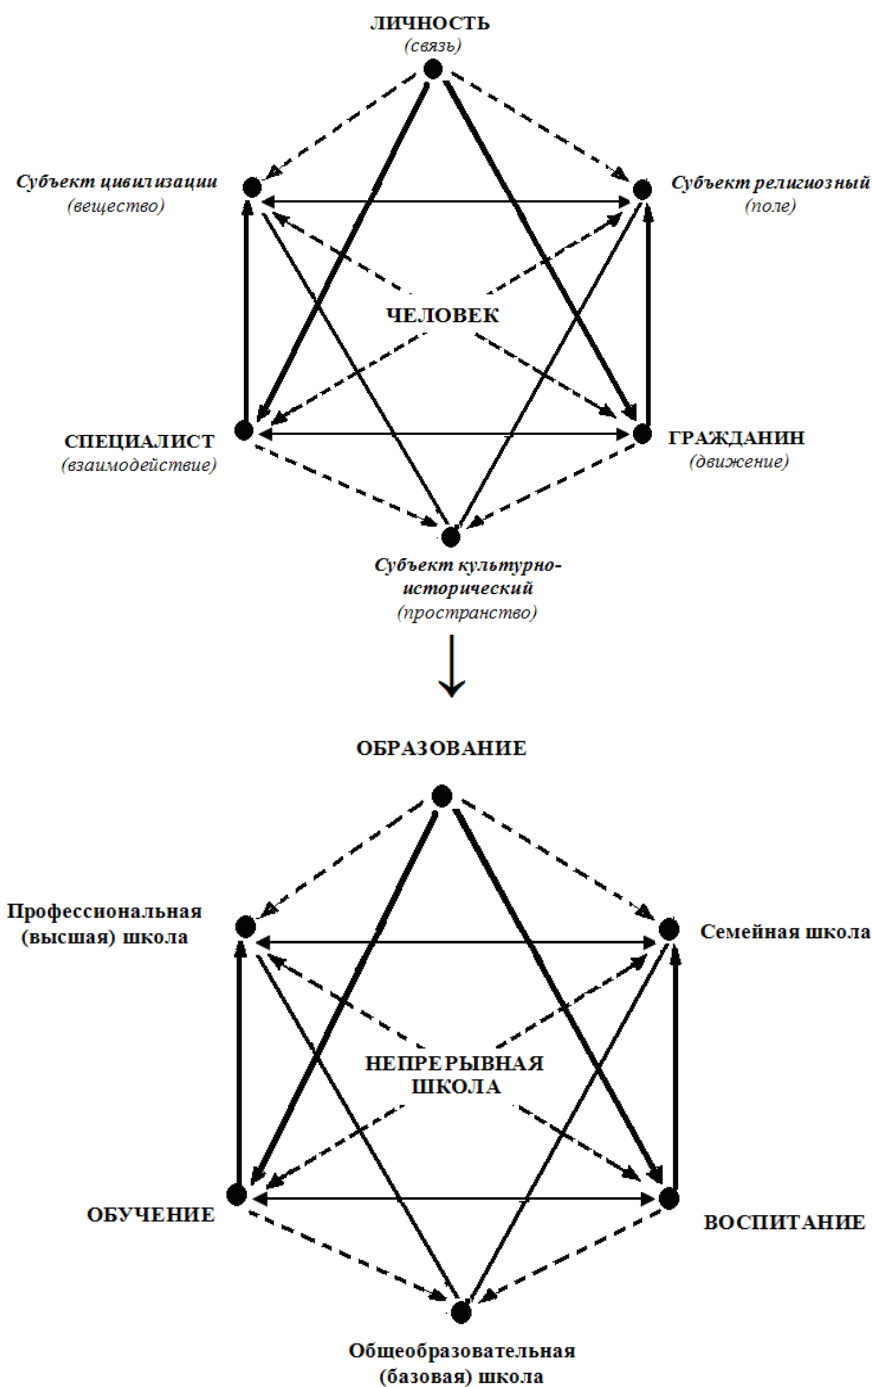 ЛИЧНОСТЬ
(связь)
Субъект цивилизации
(вещество)
Субъект религиозный
(поле)
ЧЕЛОВЕК
СПЕЦИАЛИСТ
(взаимодействие)
ГРАЖДАНИН
(движение)
Субъект культурно-
исторический
(пространство)
ОБРАЗОВАНИЕ
Профессиональная
(высшая) школа
Семейная школа
НЕПРЕРЫВНАЯ
ШКОЛА
ОБУЧЕНИЕ
ВОСПИТАНИЕ
Общеобразовательная
(базовая) школа